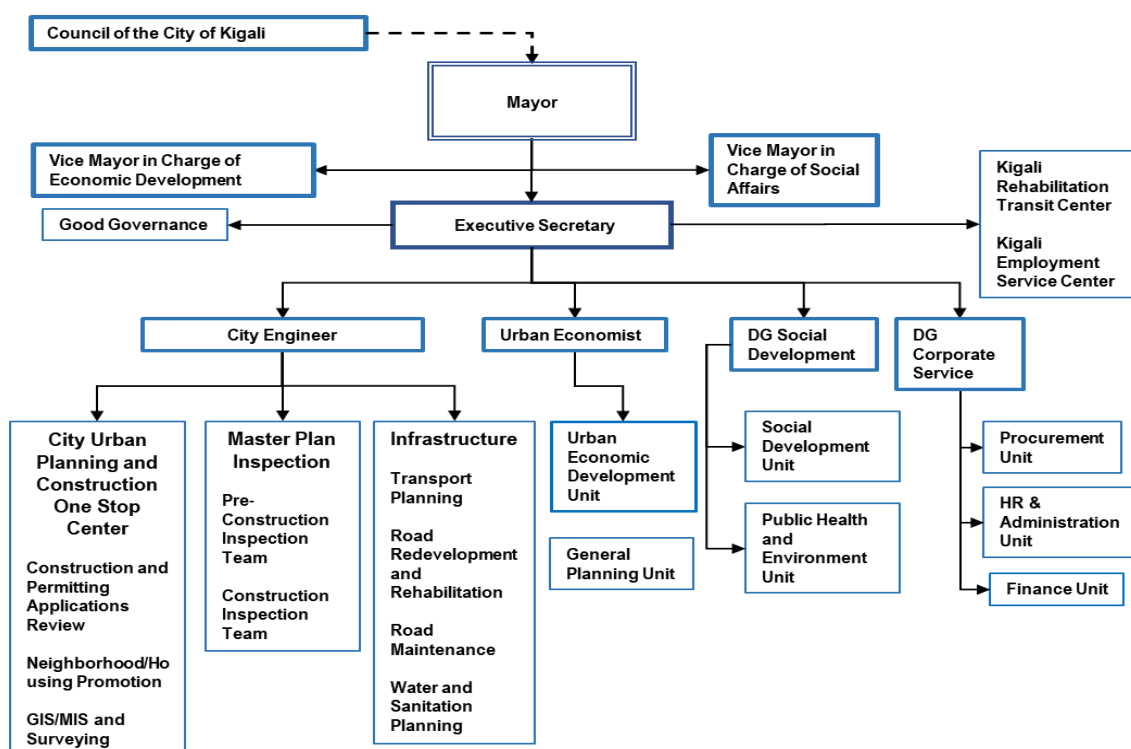 Council of the City of Kigali
Mayor
Vice Mayor in Charge of
Economic Development
Vice Mayor in
Charge of Social
Affairs
Kigali
Rehabilitation
Transit Center
Kigali
Employment
Service Center
Good Governance
Executive Secretary
City Engineer
Urban Economist
DG Social
Development
DG
Corporate
Service
City Urban
Planning and
Construction
One Stop
Center
Construction and
Permitting
Applications
Review
Neighborhood/Ho
using Promotion
GIS/MIS and
Surveying
Master Plan
Inspection
Pre-
Construction
Inspection
Team
Construction
Inspection
Team
Infrastructure
Transport
Planning
Road
Redevelopment
and
Rehabilitation
Road
Maintenance
Water and
Sanitation
Planning
Urban
Economic
Development
Unit
General
Planning Unit
Social
Development
Unit
Public Health
and
Environment Unit
Procurement
Unit
HR &
Administration
Unit
Finance Unit